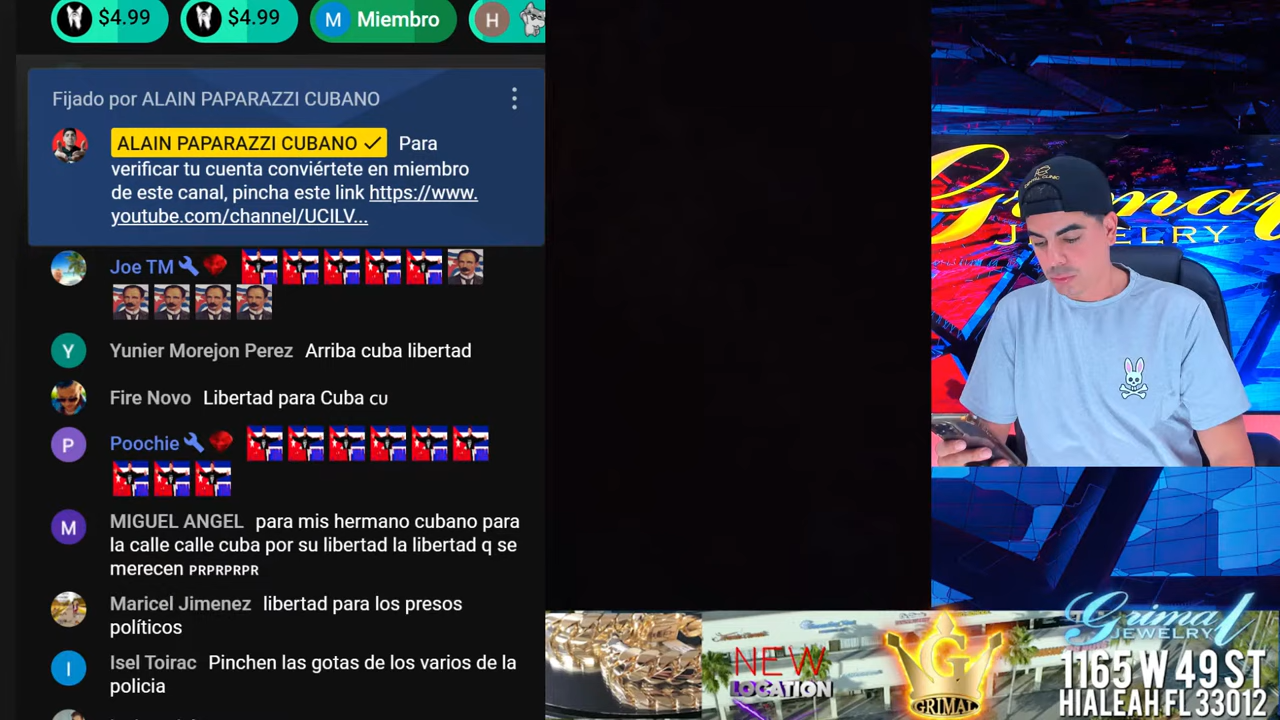 $4.99
$4.99
M Miembro
H
Fijado por ALAIN PAPARAZZI CUBANO
ALAIN PAPARAZZI CUBANO Para
verificar tu cuenta conviértete en miembro
de este canal, pincha este link https://www.
youtube.com/channel/UCILV...
Joe TM
Y Yunier Morejon Perez Arriba cuba libertad
Fire Novo Libertad para Cuba CU
P Poochie
M MIGUEL ANGEL para mis hermano cubano para
la calle calle cuba por su libertad la libertad q se
merecen PRPRPRPR
Maricel Jimenez libertad para los presos
políticos
I Isel Toirac Pinchen las gotas de los varios de la
policia
Grimal
JEWELRY
NEW
LOCATION
G
GRIMAL
Grimal
JEWELRY
1165 W 49 ST
HIALEAH FL 33012